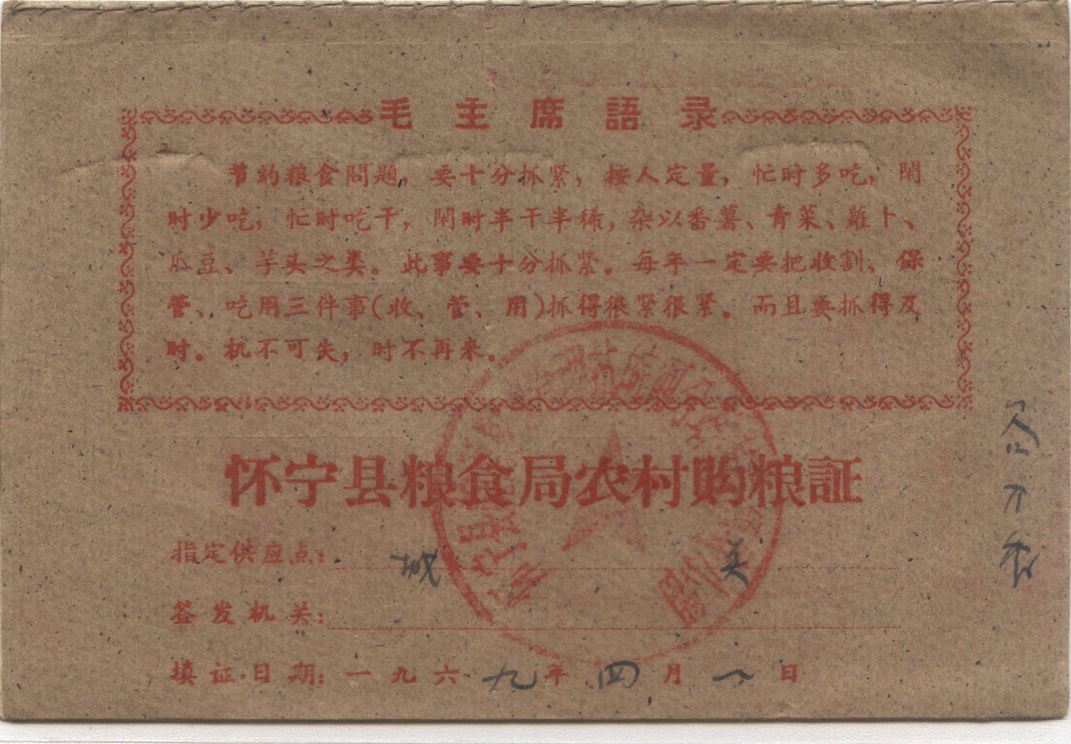 毛主席語录
节约粮食問題，要十分抓紧，按人定量，忙时多吃，閑
时少吃，忙时吃干，閑时半干半稀，杂以番薯、青菜、蘿卜、
瓜豆、芋头之类。此事要十分抓紧。每年一定要把收割、保
管、吃用三件事(收、管、用)抓得很紧很紧。而且要抓得及
时。机不可失，时不再来。
怀宁县粮食局农村购粮証
指定供应点： 城关
签发机关：
填证日期：一九六九年四月一日